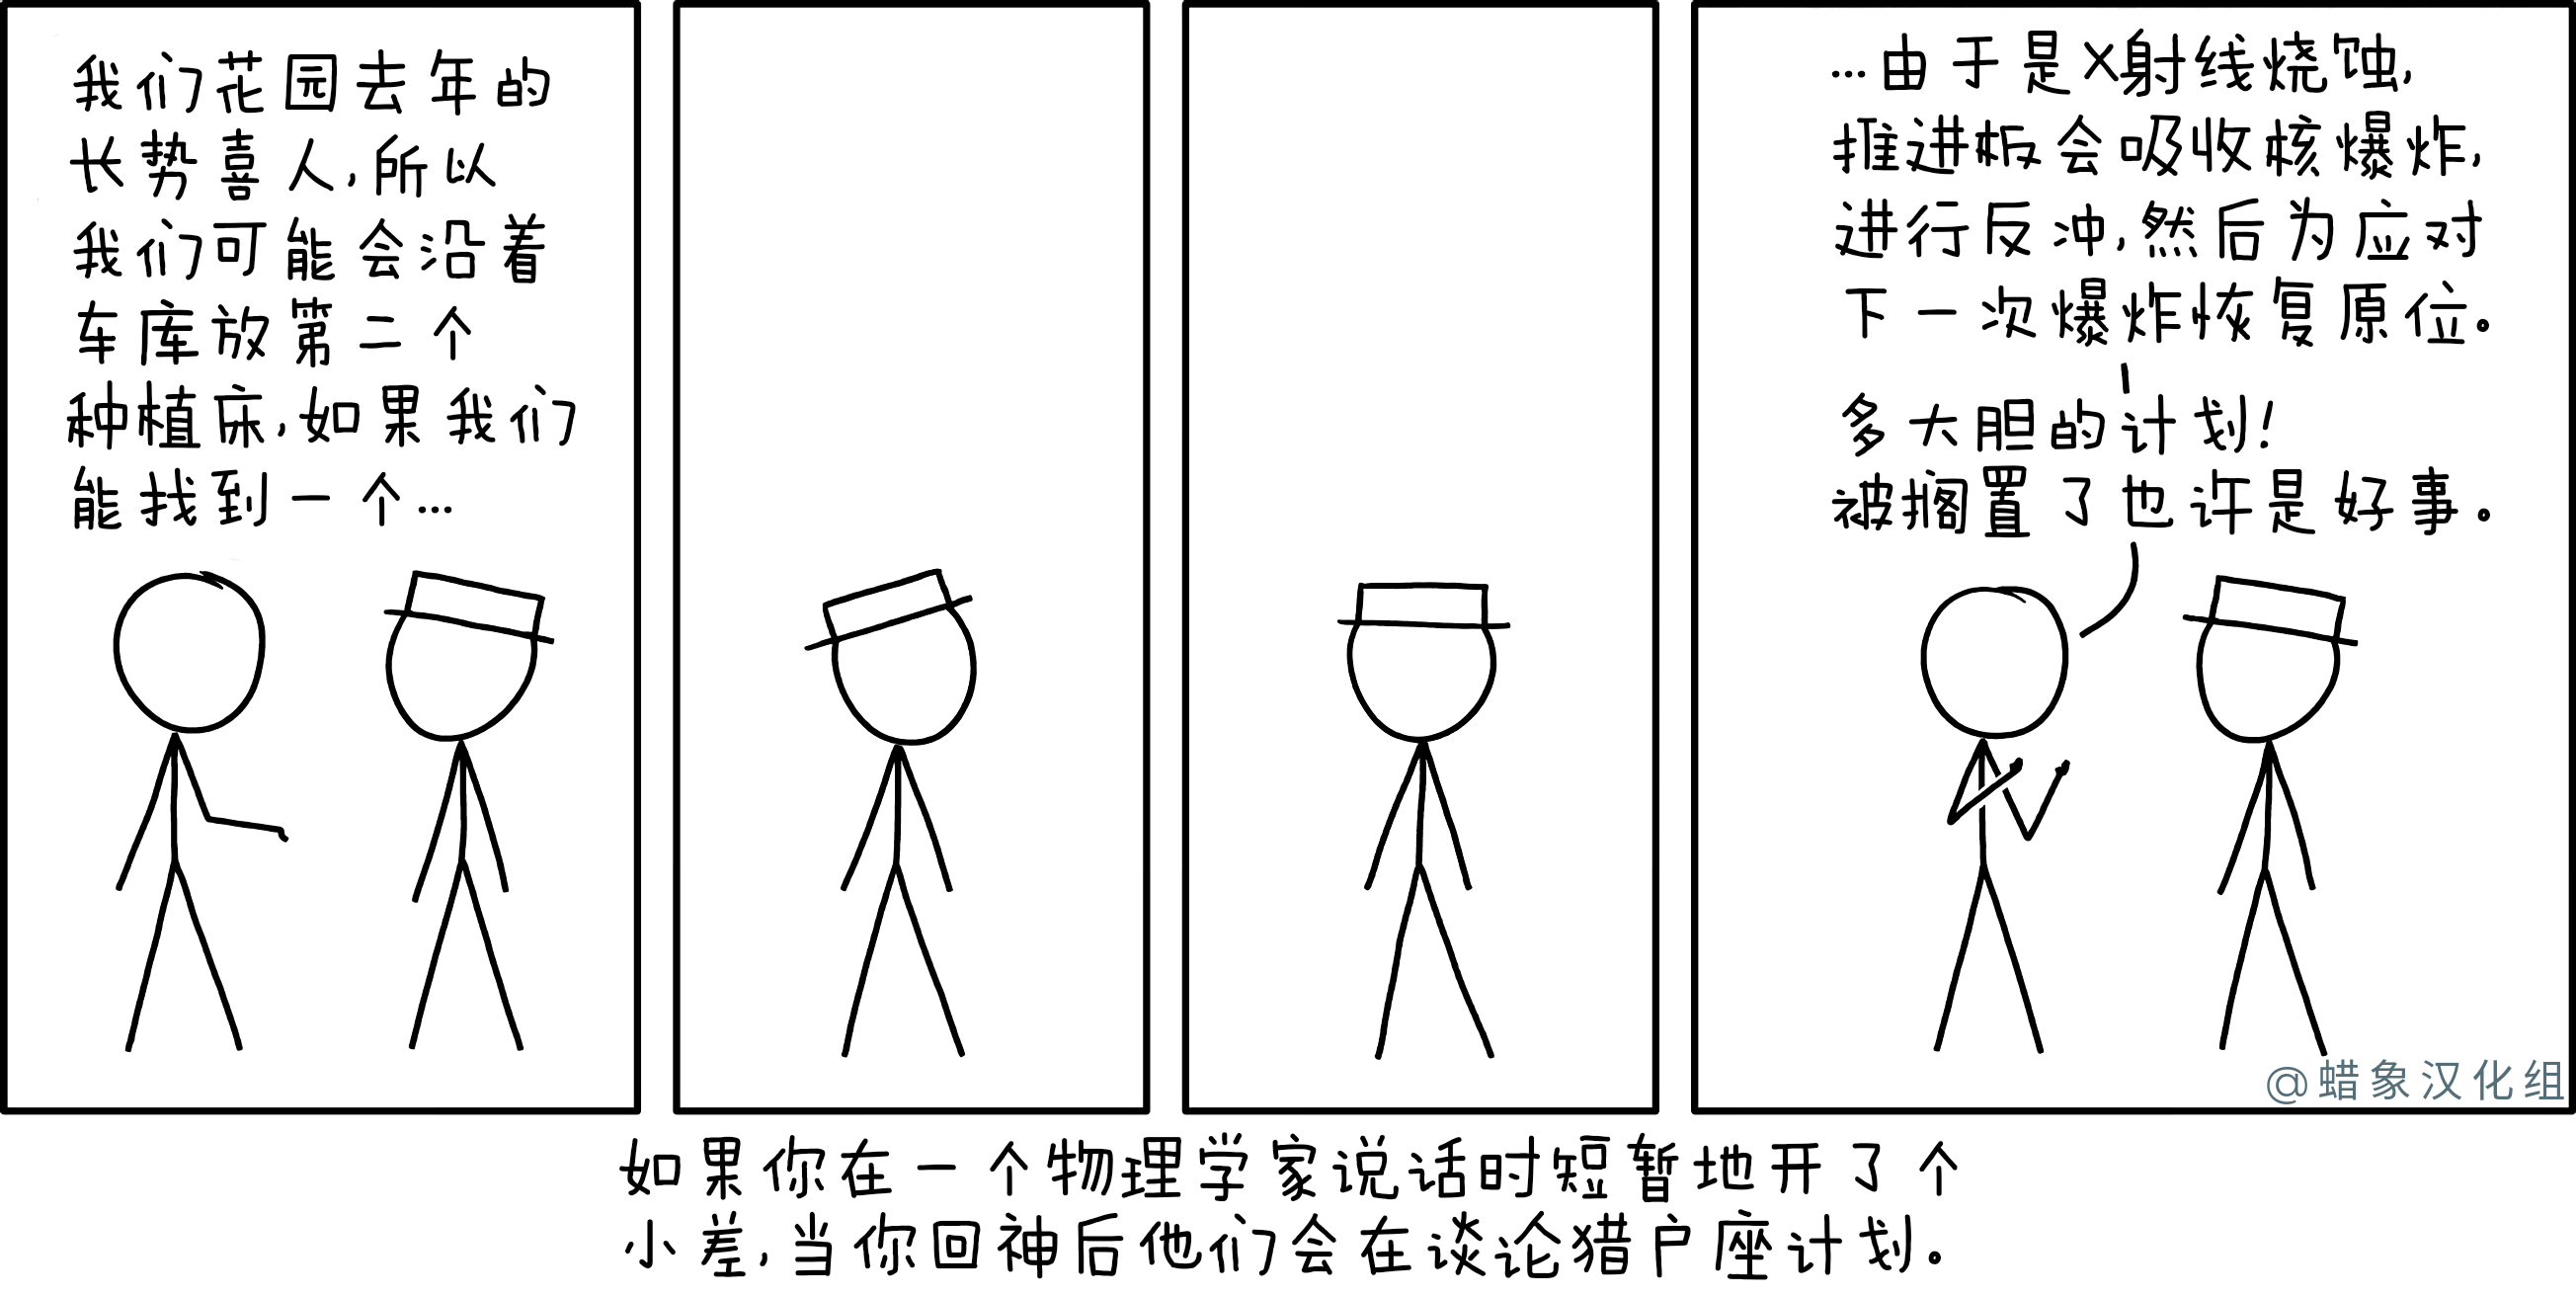 我们花园去年的
长势喜人,所以
我们可能会沿着
车库放第二个
种植床,如果我们
能找到一个…
…由于是X射线烧蚀,
推进板会吸收核爆炸,
进行反冲,然后为应对
下一次爆炸恢复原位。
多大胆的计划!
被搁置了也许是好事。
@蜡象汉化组
如果你在一个物理学家说话时短暂地开了个
小差,当你回神后他们会在谈论猎户座计划。